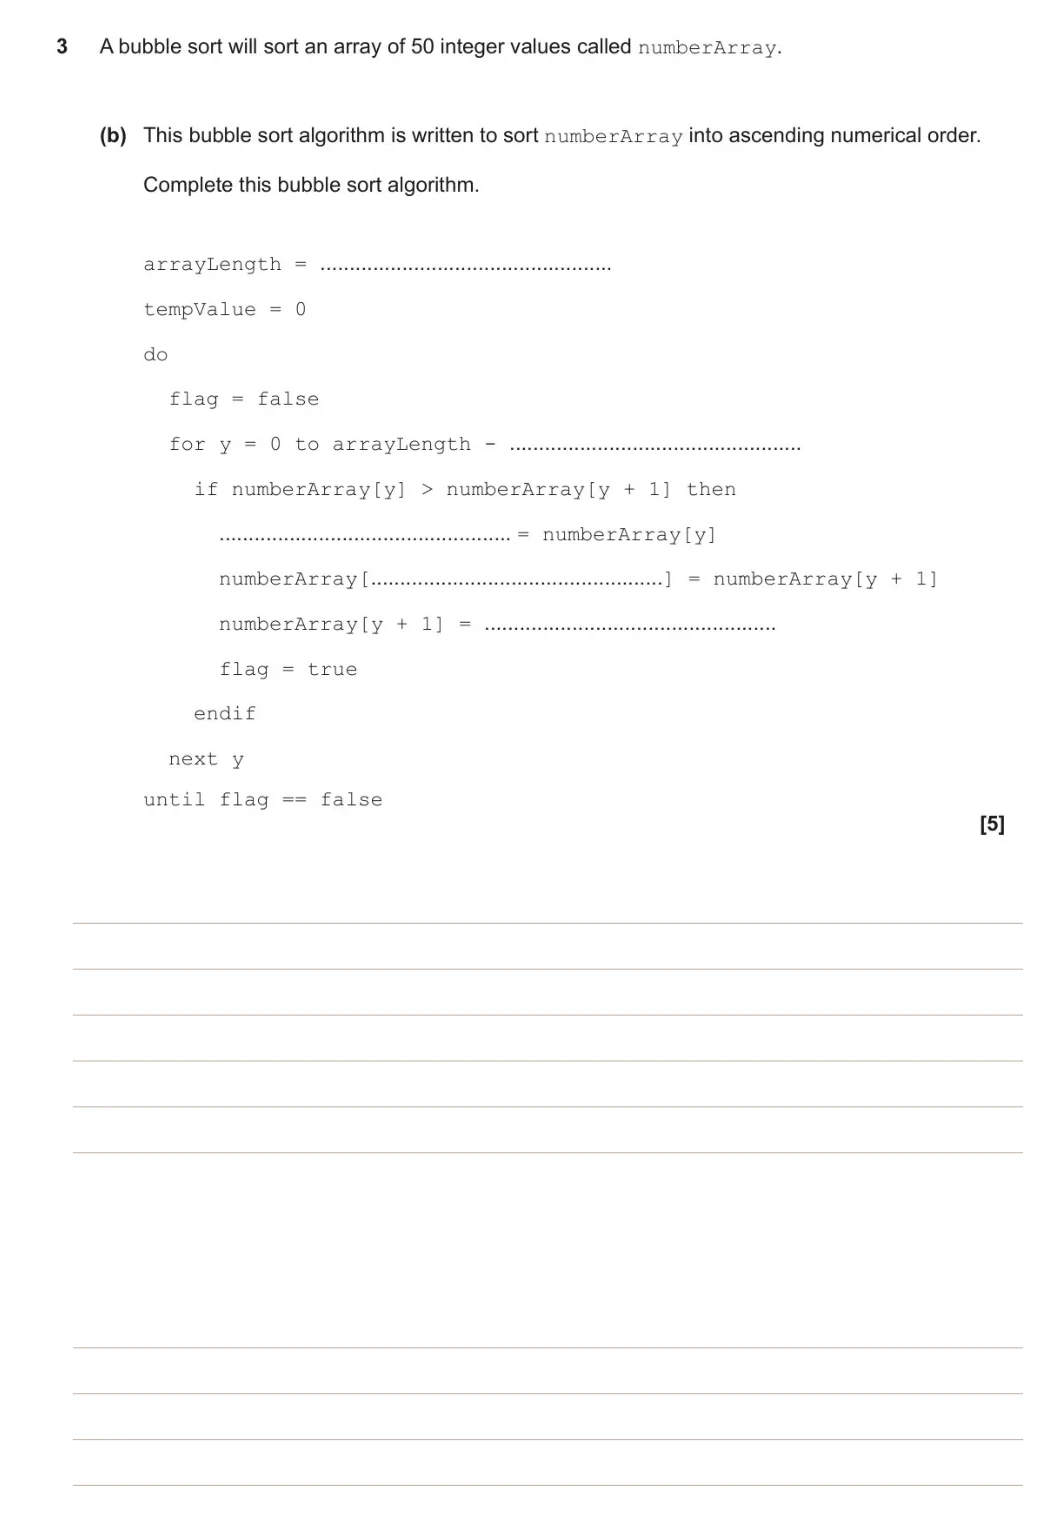 3 A bubble sort will sort an array of 50 integer values called numberArray.
(b) This bubble sort algorithm is written to sort numberArray into ascending numerical order.
Complete this bubble sort algorithm.
arrayLength = ..................................................
tempValue = 0
do
flag = false
for y = 0 to arrayLength - ..................................................
if numberArray[y] > numberArray[y + 1] then
.................................................. = numberArray[y]
numberArray[..................................................] = numberArray[y + 1]
numberArray[y + 1] = ..................................................
flag = true
endif
next y
until flag == false
[5]